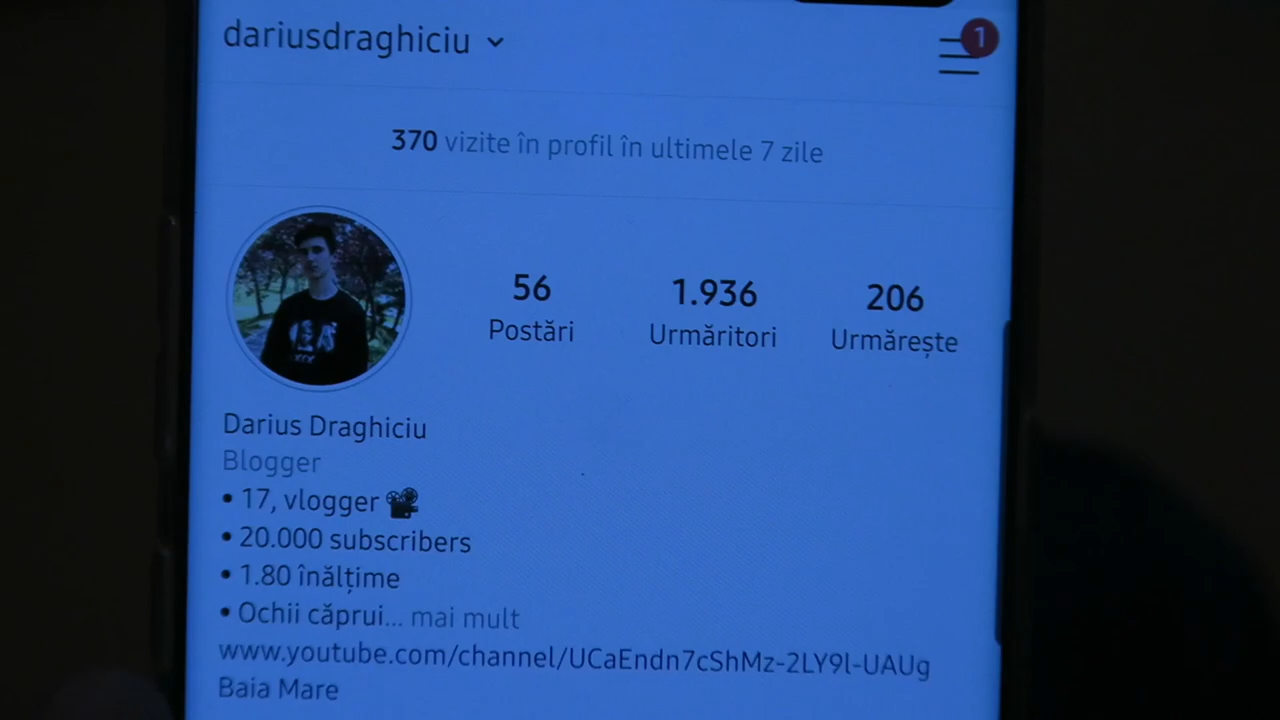 dariusdraghiciu
1
370 vizite în profil în ultimele 7 zile
56
Postări
1.936
Urmăritori
206
Urmărește
Darius Draghiciu
Blogger
• 17, vlogger 🎥
• 20.000 subscribers
• 1.80 înălțime
• Ochii căprui... mai mult
www.youtube.com/channel/UCaEndn7cShMz-2LY9l-UAUg
Baia Mare